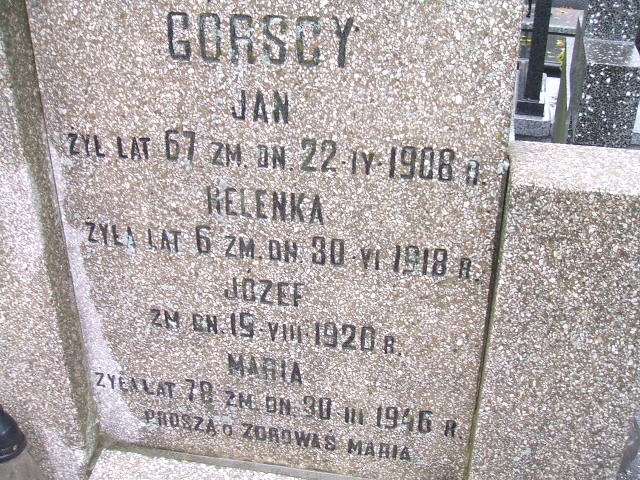 GÓRSCY
JAN
ŻYŁ LAT 67 ZM. DN. 22·IV·1908 R.
HELENKA
ŻYŁA LAT 6 ZM. DN 30·VI 1918 R.
JÓZEF
ZM DN. 15·VIII·1920 R.
MARIA
ŻYŁA LAT 78 ZM. DN. 30 III 1946 R.
PROSZĄ O ZDROWAŚ MARIA